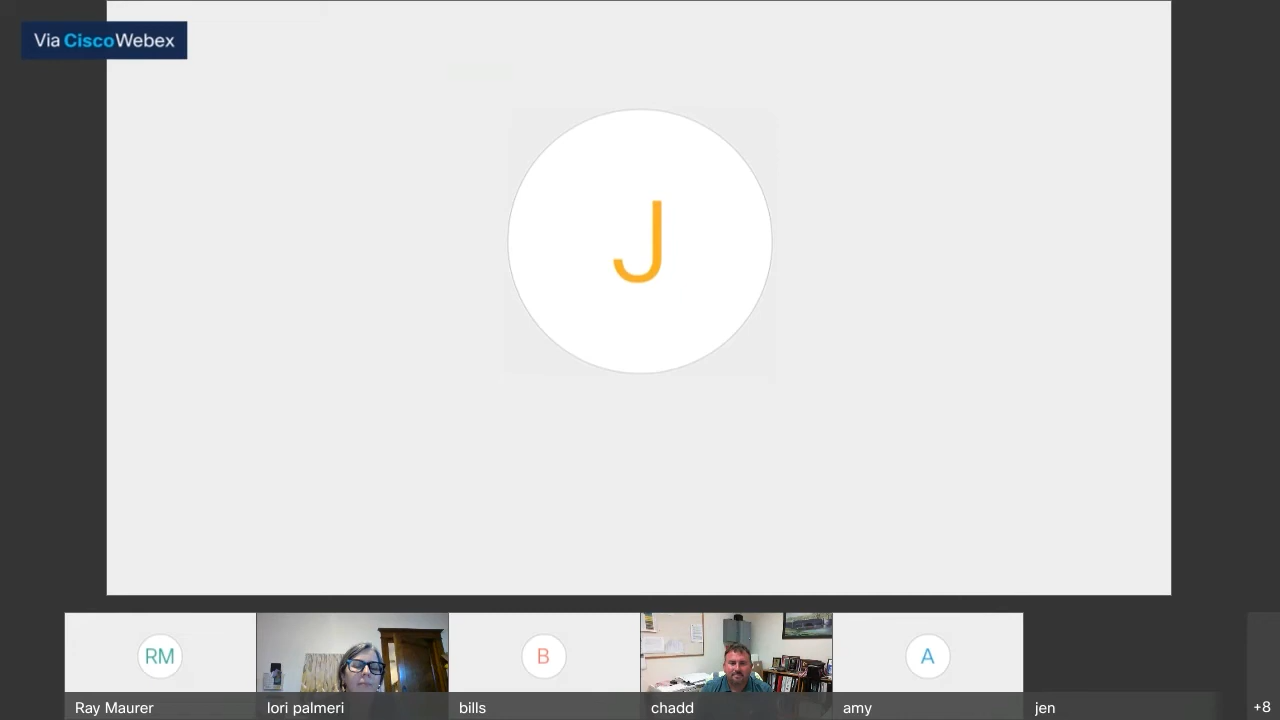 Via CiscoWebex
J
RM
B
A
Ray Maurer
lori palmeri
bills
chadd
amy
jen
+8